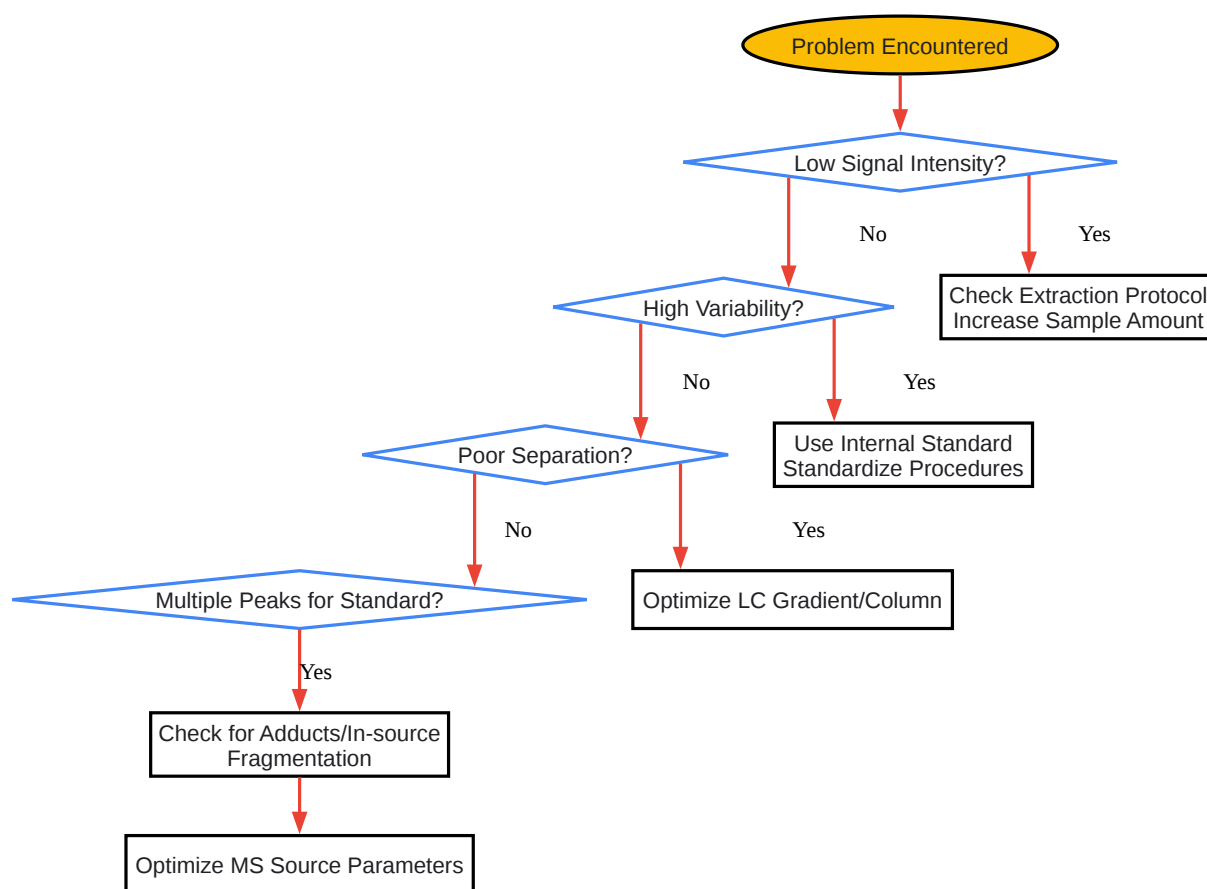 Problem Encountered
Low Signal Intensity?
No
Yes
Check Extraction Protocol
Increase Sample Amount
High Variability?
No
Yes
Use Internal Standard
Standardize Procedures
Poor Separation?
No
Yes
Optimize LC Gradient/Column
Multiple Peaks for Standard?
Yes
Check for Adducts/In-source
Fragmentation
Optimize MS Source Parameters